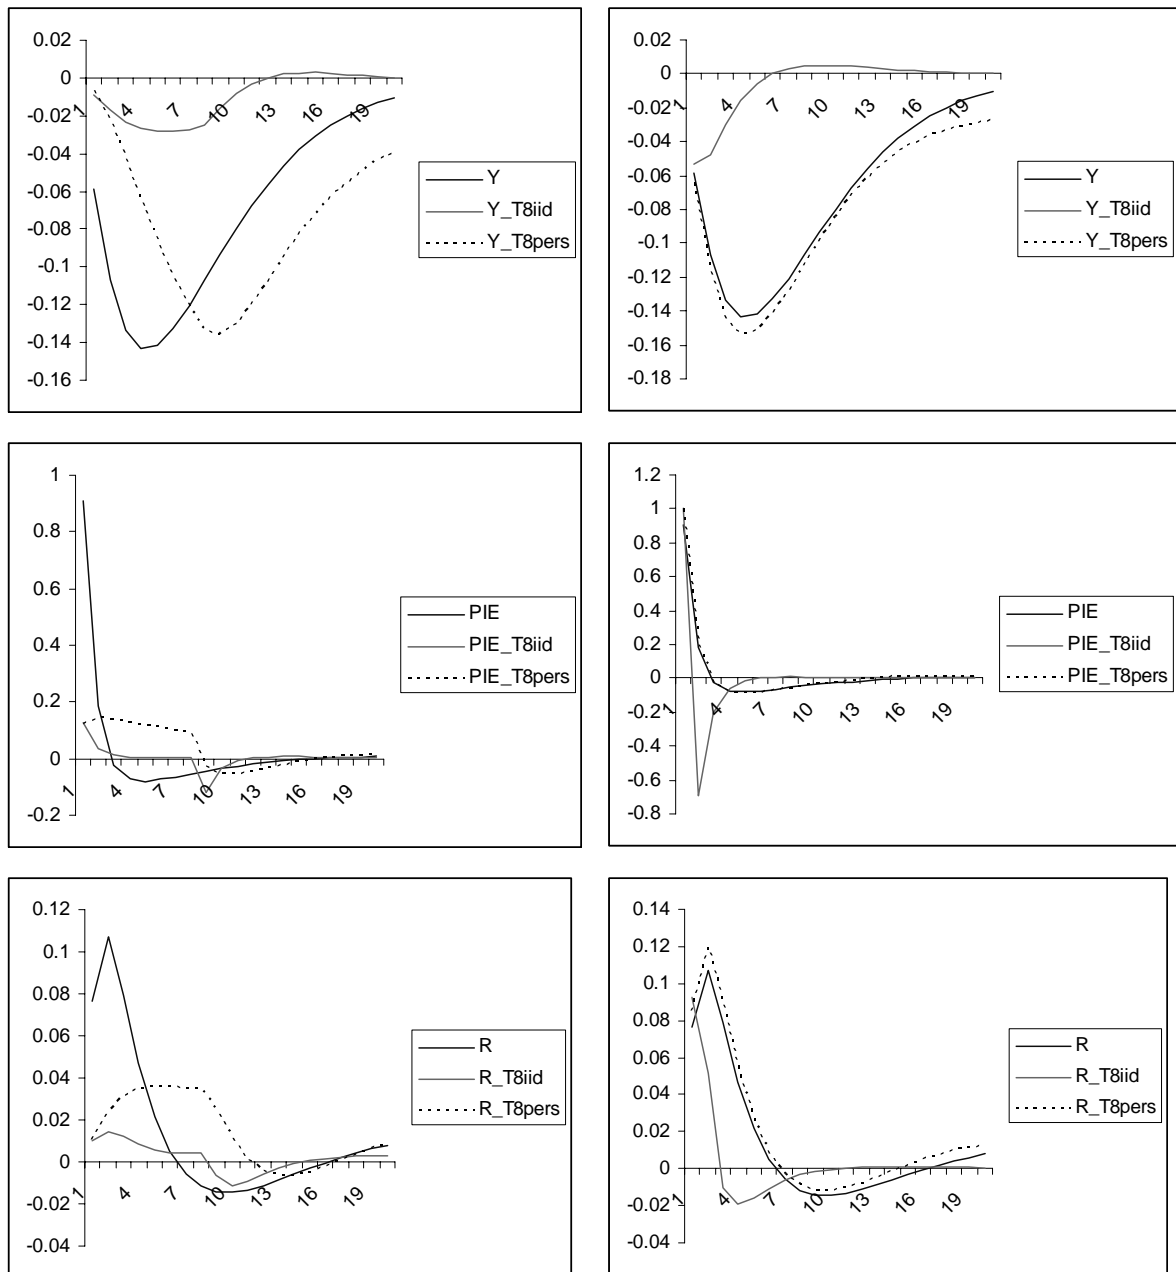 0.02
0
-0.02
-0.04
-0.06
-0.08
-0.1
-0.12
-0.14
-0.16
1 4 7 10 13 16 19
Y
Y_T8iid
Y_T8pers
0.02
0
-0.02
-0.04
-0.06
-0.08
-0.1
-0.12
-0.14
-0.16
-0.18
1 4 7 10 13 16 19
Y
Y_T8iid
Y_T8pers
1
0.8
0.6
0.4
0.2
0
-0.2
1 4 7 10 13 16 19
PIE
PIE_T8iid
PIE_T8pers
1.2
1
0.8
0.6
0.4
0.2
0
-0.2
-0.4
-0.6
-0.8
1 4 7 10 13 16 19
PIE
PIE_T8iid
PIE_T8pers
0.12
0.1
0.08
0.06
0.04
0.02
0
-0.02
-0.04
1 4 7 10 13 16 19
R
R_T8iid
R_T8pers
0.14
0.12
0.1
0.08
0.06
0.04
0.02
0
-0.02
-0.04
1 4 7 10 13 16 19
R
R_T8iid
R_T8pers